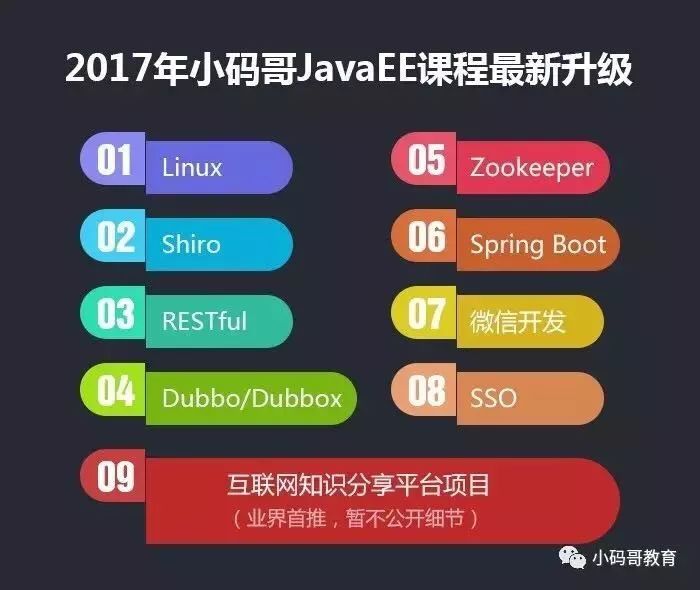 2017年小码哥JavaEE课程最新升级
01 Linux
02 Shiro
03 RESTful
04 Dubbo/Dubbox
05 Zookeeper
06 Spring Boot
07 微信开发
08 SSO
09 互联网知识分享平台项目
（业界首推，暂不公开细节）
小码哥教育